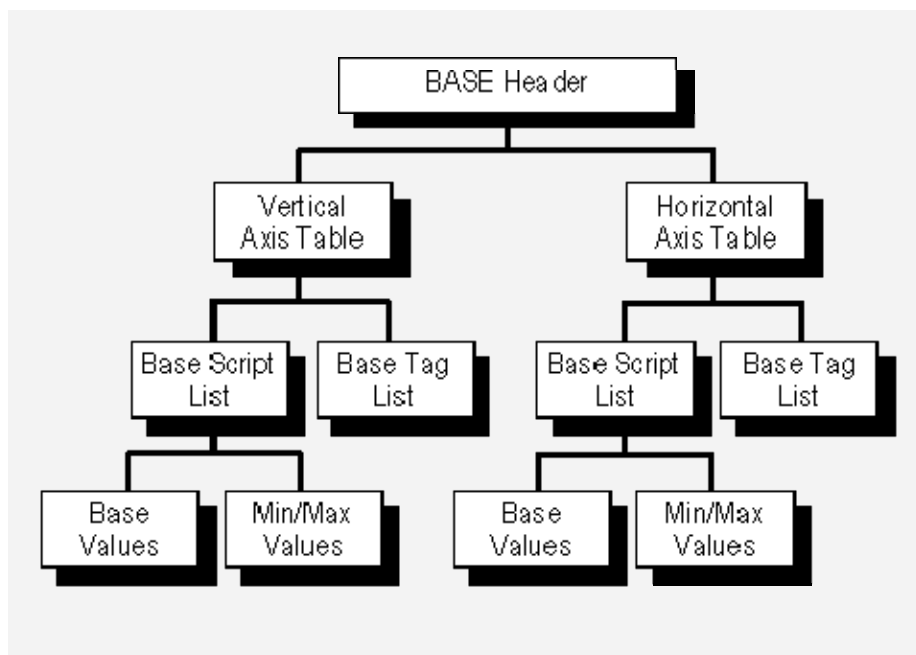 BASE Header
Vertical
Axis Table
Horizontal
Axis Table
Base Script
List
Base Tag
List
Base Script
List
Base Tag
List
Base
Values
Min/Max
Values
Base
Values
Min/Max
Values